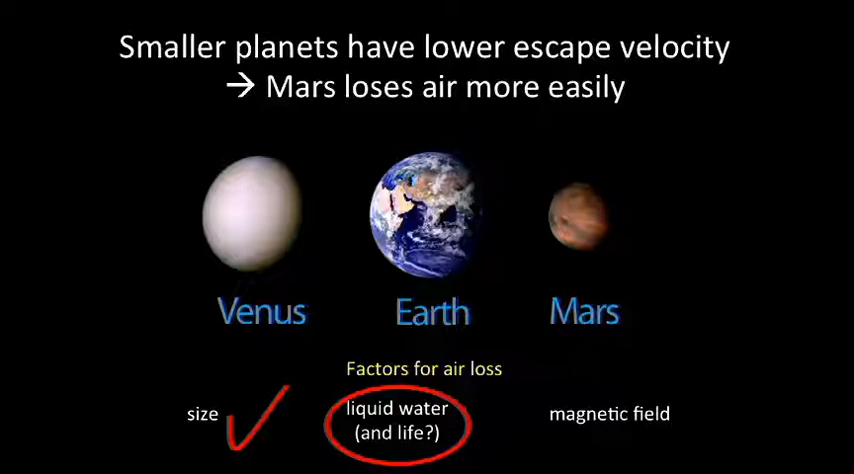 Smaller planets have lower escape velocity
→ Mars loses air more easily
Venus
Earth
Mars
Factors for air loss
size
liquid water
(and life?)
magnetic field